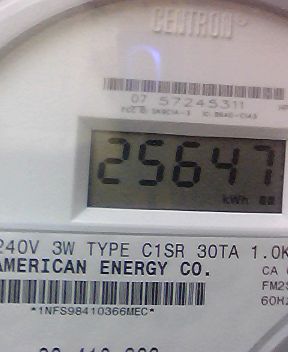 CENTRON
07 57245311
25647
kWh
240V 3W TYPE C1SR 30TA 1.0K
AMERICAN ENERGY CO.
CA
FM2S
60H
*1NFS98410366MEC*